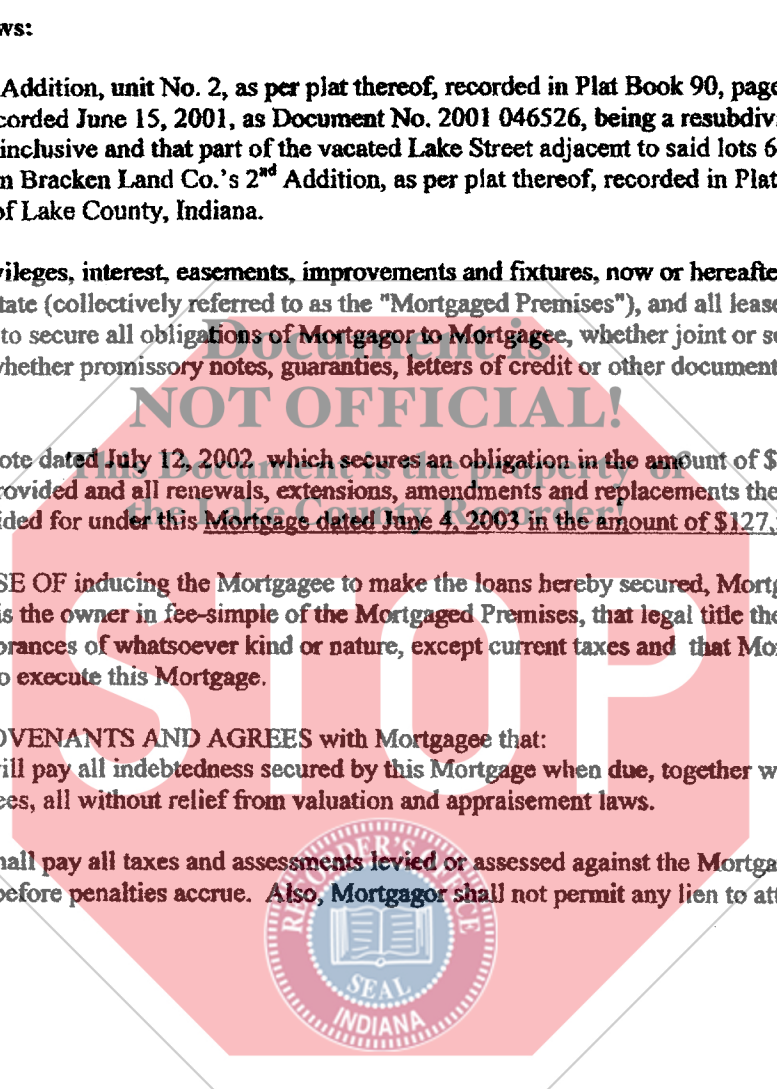 ws:
Addition, unit No. 2, as per plat thereof, recorded in Plat Book 90, page
corded June 15, 2001, as Document No. 2001 046526, being a resubdiv
inclusive and that part of the vacated Lake Street adjacent to said lots 6
n Bracken Land Co.'s 2nd Addition, as per plat thereof, recorded in Plat
of Lake County, Indiana.
vileges, interest, easements, improvements and fixtures, now or hereafte
tate (collectively referred to as the "Mortgaged Premises"), and all lease
to secure all obligations of Mortgagor to Mortgagee, whether joint or se
whether promissory notes, guaranties, letters of credit or other document
Document is
NOT OFFICIAL!
ote dated July 12, 2002 which secures an obligation in the amount of $
This Document is the property of
rovided and all renewals, extensions, amendments and replacements the
the Lake County Recorder!
ided for under this Mortgage dated June 4, 2003 in the amount of $127,
SE OF inducing the Mortgagee to make the loans hereby secured, Mortg
is the owner in fee-simple of the Mortgaged Premises, that legal title the
brances of whatsoever kind or nature, except current taxes and that Mor
o execute this Mortgage.
STOP
OVENANTS AND AGREES with Mortgagee that:
ill pay all indebtedness secured by this Mortgage when due, together w
ees, all without relief from valuation and appraisement laws.
hall pay all taxes and assessments levied or assessed against the Mortga
before penalties accrue. Also, Mortgagor shall not permit any lien to att
RECORDER'S OFFICE
SEAL
INDIANA